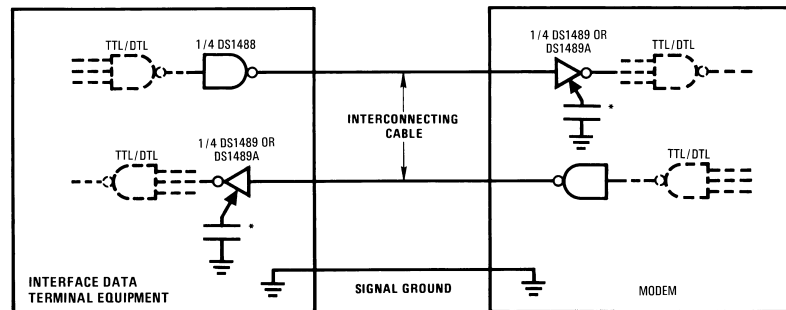 TTL/DTL
1/4 DS1488
1/4 DS1489 OR
DS1489A
TTL/DTL
*
INTERCONNECTING
CABLE
TTL/DTL
1/4 DS1489 OR
DS1489A
TTL/DTL
*
INTERFACE DATA
TERMINAL EQUIPMENT
SIGNAL GROUND
MODEM